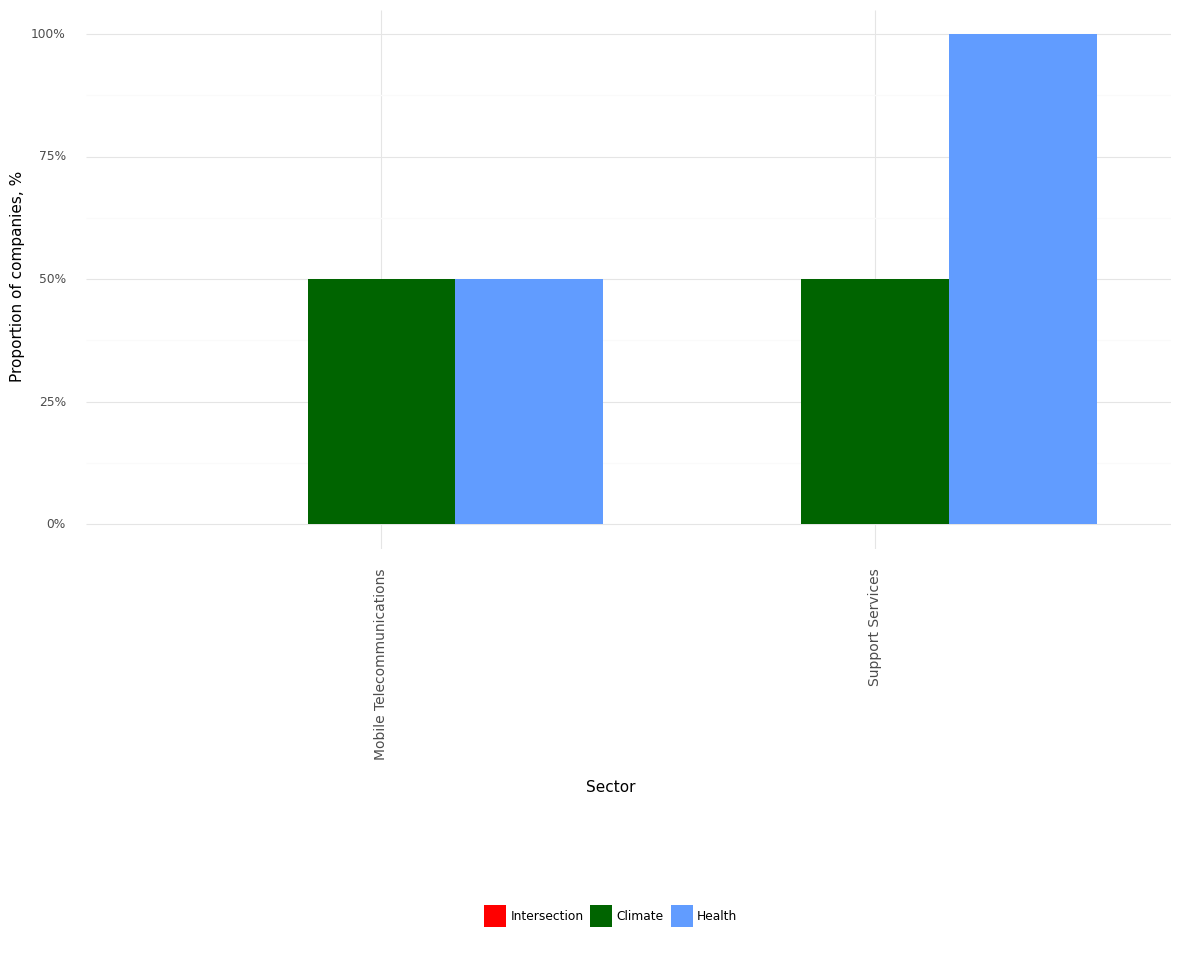 100%
75%
50%
25%
0%
Proportion of companies, %
Mobile Telecommunications
Support Services
Sector
Intersection
Climate
Health